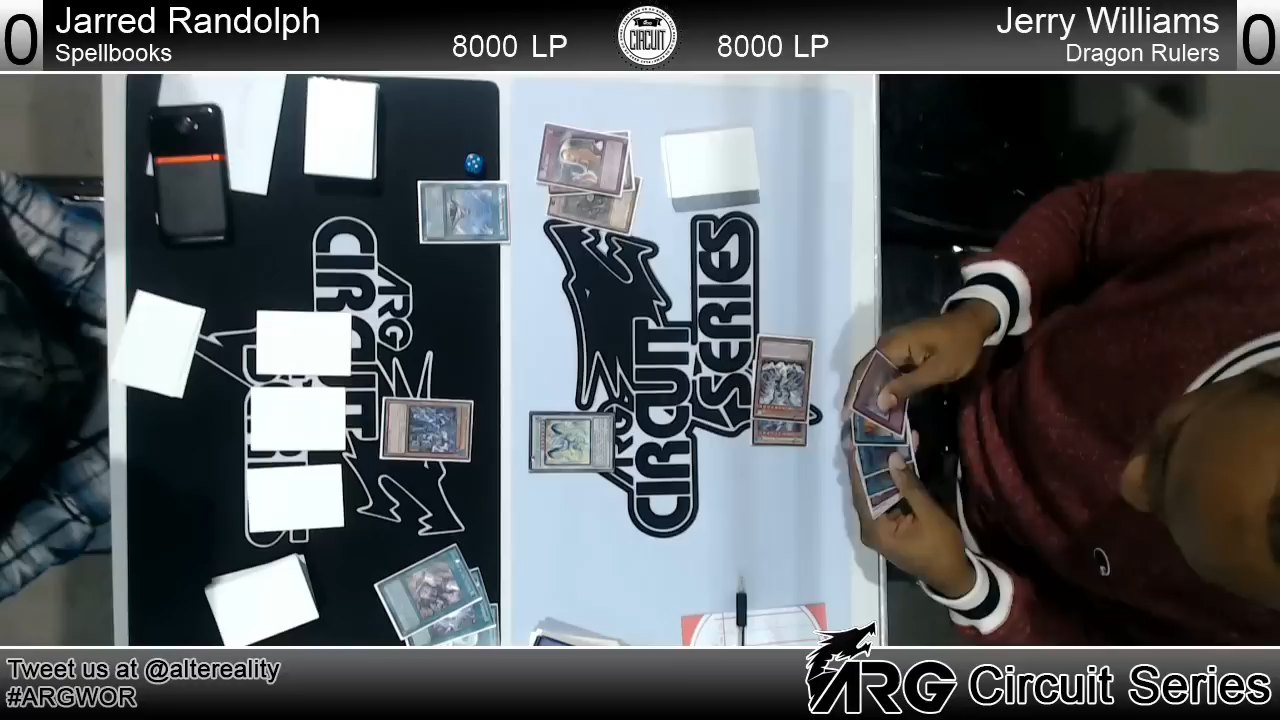 0 Jarred Randolph
Spellbooks
8000 LP
CIRCUIT
8000 LP
Jerry Williams 0
Dragon Rulers
CIRCUIT
ARG
CIRCUIT
SERIES
ARG
Tweet us at @altereality
#ARGWOR
ARG Circuit Series